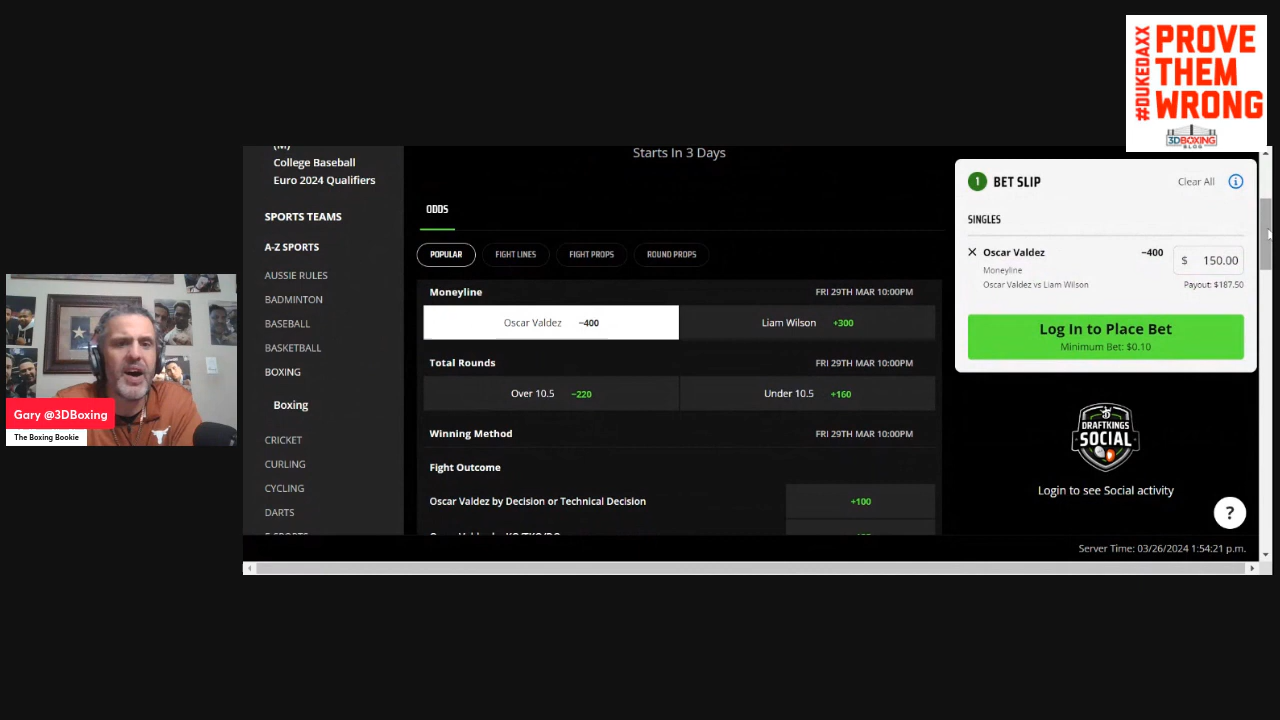 #DUKEDAXX
PROVE
THEM
WRONG
3DBOXING
BLOG
College Baseball
Euro 2024 Qualifiers
SPORTS TEAMS
A-Z SPORTS
AUSSIE RULES
BADMINTON
BASEBALL
BASKETBALL
BOXING
Boxing
CRICKET
CURLING
CYCLING
DARTS
Starts In 3 Days
ODDS
POPULAR FIGHT LINES FIGHT PROPS ROUND PROPS
Moneyline FRI 29TH MAR 10:00PM
Oscar Valdez −400 Liam Wilson +300
Total Rounds FRI 29TH MAR 10:00PM
Over 10.5 −220 Under 10.5 +160
Winning Method FRI 29TH MAR 10:00PM
Fight Outcome
Oscar Valdez by Decision or Technical Decision +100
1 BET SLIP Clear All
SINGLES
Oscar Valdez −400 $ 150.00
Moneyline
Oscar Valdez vs Liam Wilson Payout: $187.50
Log In to Place Bet
Minimum Bet: $0.10
DRAFTKINGS
SOCIAL
Login to see Social activity
?
Server Time: 03/26/2024 1:54:21 p.m.
Gary @3DBoxing
The Boxing Bookie